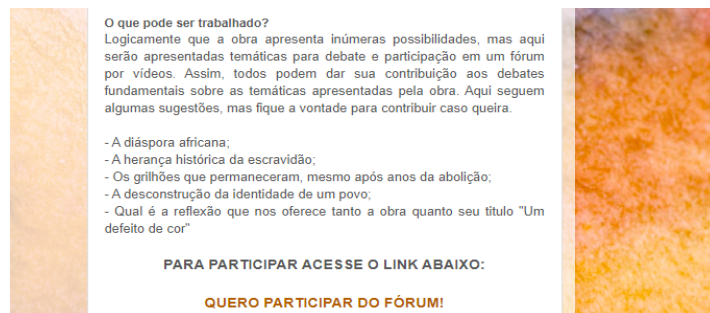 O que pode ser trabalhado?
Logicamente que a obra apresenta inúmeras possibilidades, mas aqui
serão apresentadas temáticas para debate e participação em um fórum
por vídeos. Assim, todos podem dar sua contribuição aos debates
fundamentais sobre as temáticas apresentadas pela obra. Aqui seguem
algumas sugestões, mas fique a vontade para contribuir caso queira.
- A diáspora africana;
- A herança histórica da escravidão;
- Os grilhões que permaneceram, mesmo após anos da abolição;
- A desconstrução da identidade de um povo;
- Qual é a reflexão que nos oferece tanto a obra quanto seu titulo "Um
defeito de cor"
PARA PARTICIPAR ACESSE O LINK ABAIXO:
QUERO PARTICIPAR DO FÓRUM!